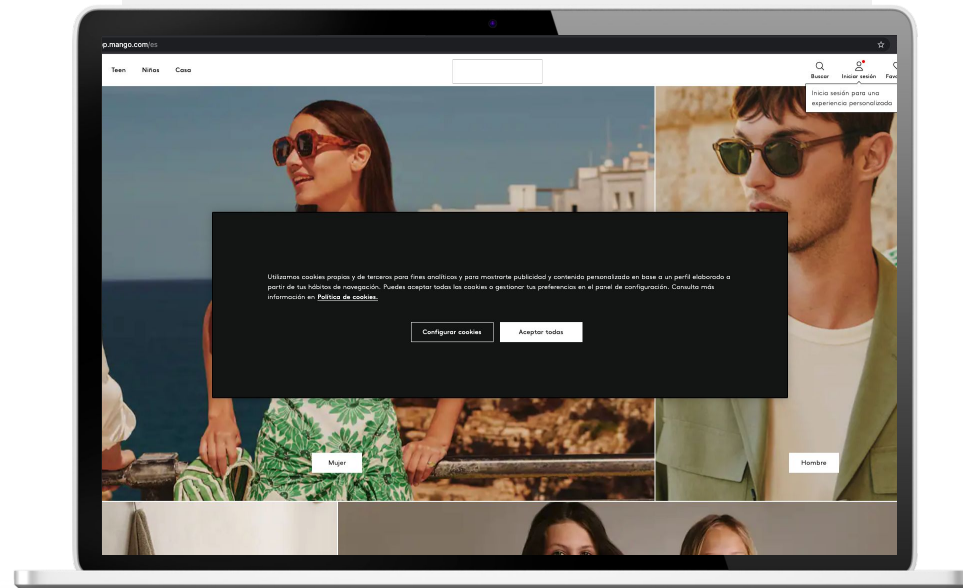 p.mango.com/es
Teen Niñas Casa
Buscar Iniciar sesión
Inicia sesión para una
experiencia personalizada
Utilizamos cookies propias y de terceros para fines analíticos y para mostrarte publicidad y contenido personalizado en base a un perfil elaborado a
partir de tus hábitos de navegación. Puedes aceptar todas las cookies o gestionar tus preferencias en el panel de configuración. Consulta más
información en Política de cookies.
Configurar cookies Aceptar todas
Mujer Hombre